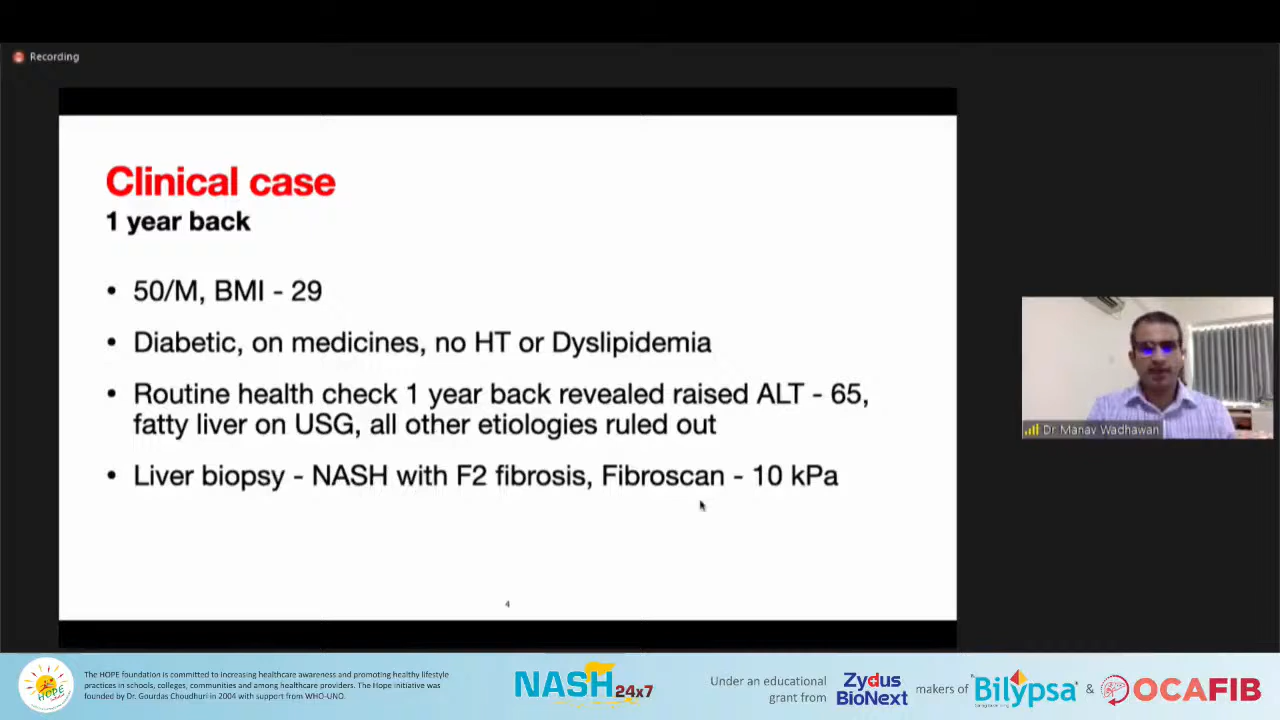 Recording
Clinical case
1 year back
• 50/M, BMI - 29
• Diabetic, on medicines, no HT or Dyslipidemia
• Routine health check 1 year back revealed raised ALT - 65,
fatty liver on USG, all other etiologies ruled out
• Liver biopsy - NASH with F2 fibrosis, Fibroscan - 10 kPa
4
Dr Manav Wadhawan
HOPE
The HOPE foundation is committed to increasing healthcare awareness and promoting healthy lifestyle
practices in schools, colleges, communities and among healthcare providers. The Hope initiative was
founded by Dr. Gourdas Choudhuri in 2004 with support from WHO-UNO.
NASH 24x7
Under an educational
grant from
Zydus
BioNext
makers of
Bilypsa
&
OCAFIB